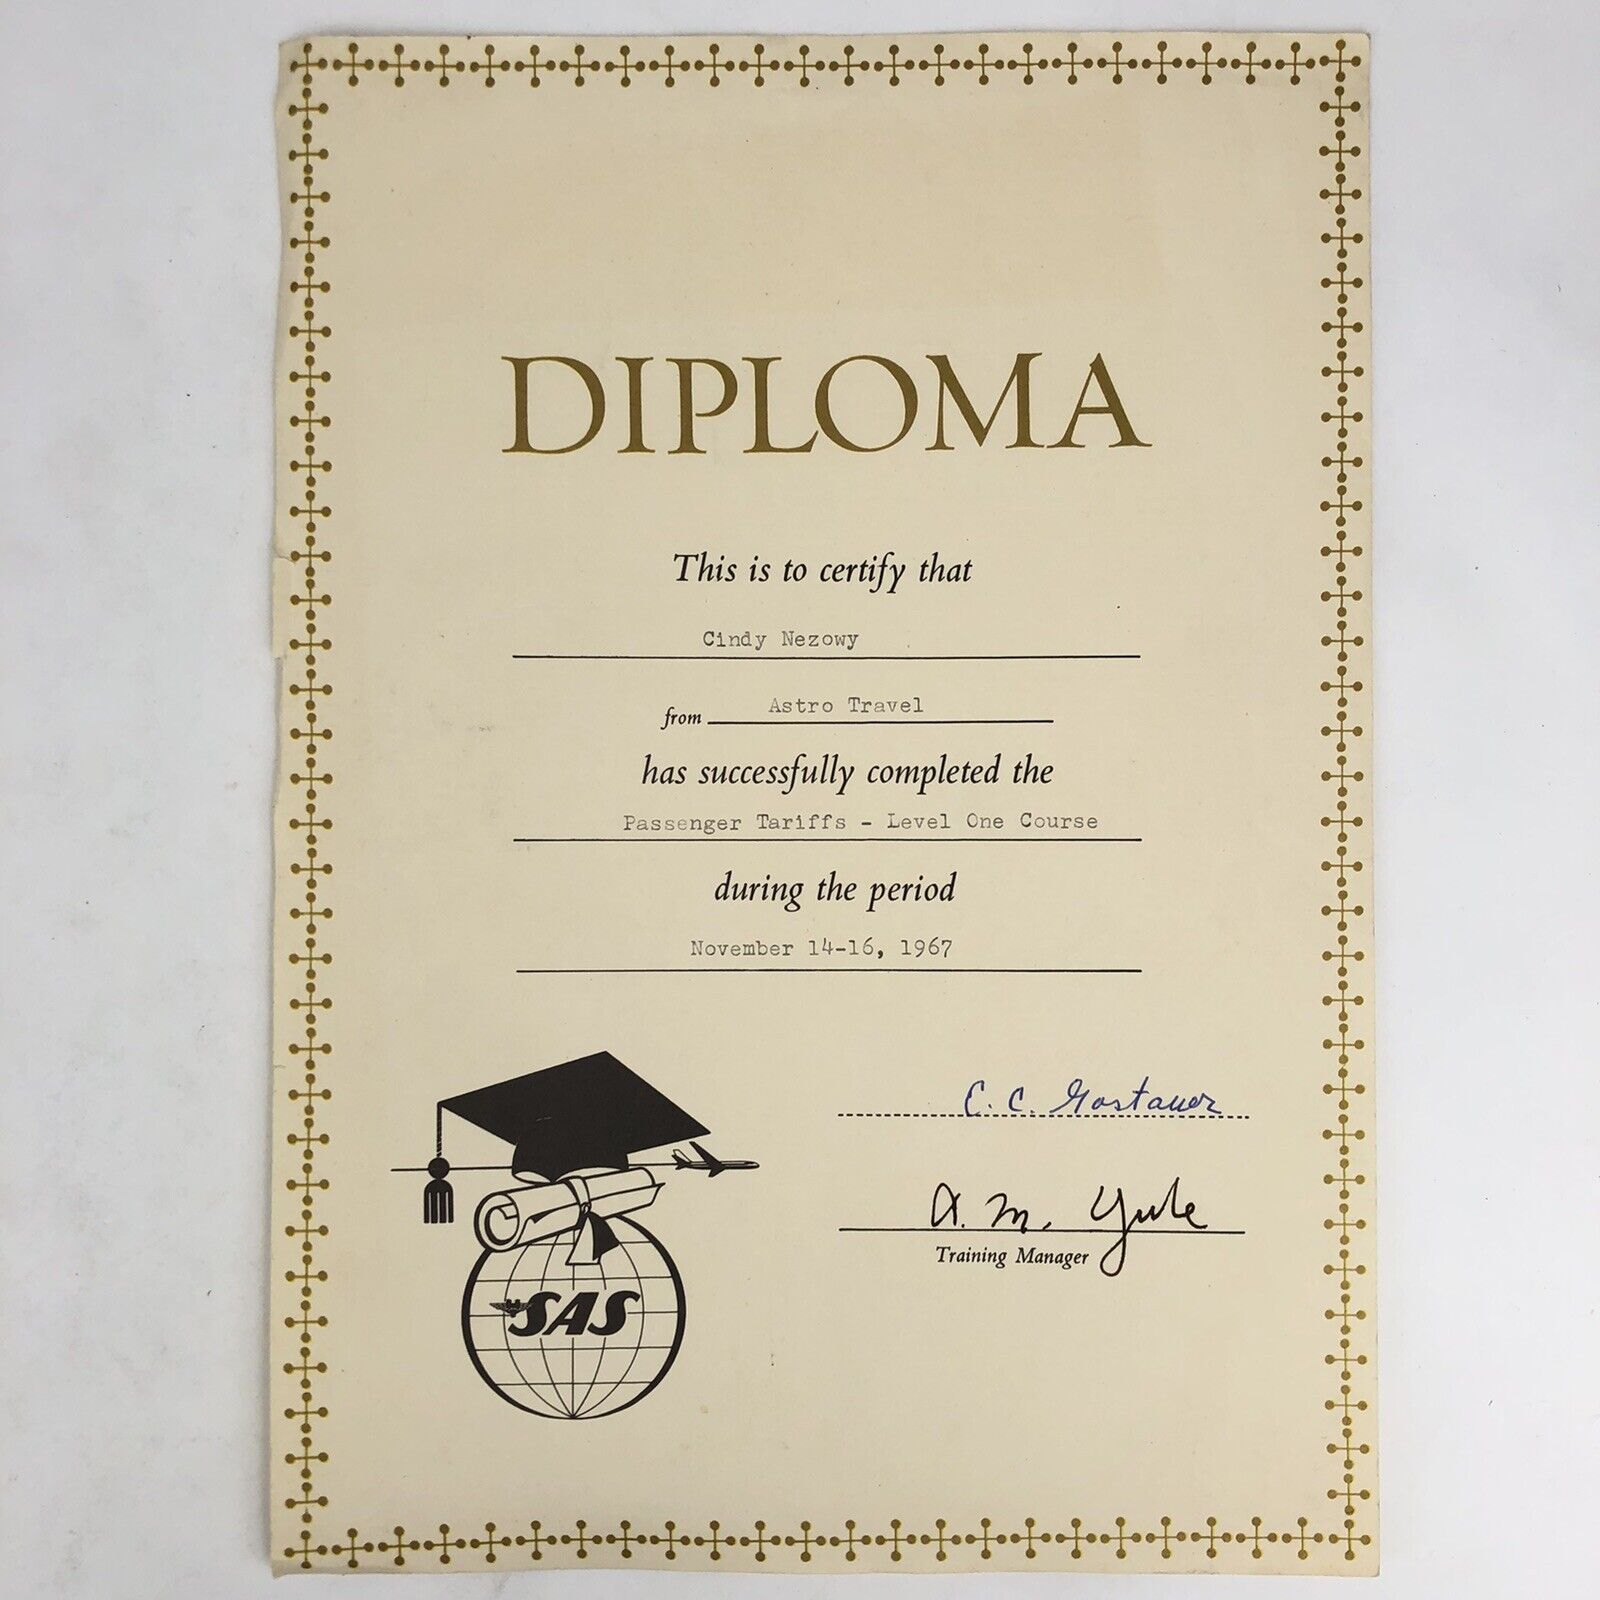 DIPLOMA
This is to certify that
Cindy Nezowy
from Astro Travel
has successfully completed the
Passenger Tariffs - Level One Course
during the period
November 14-16, 1967
E. C.
A. M. Yule
Training Manager
SAS